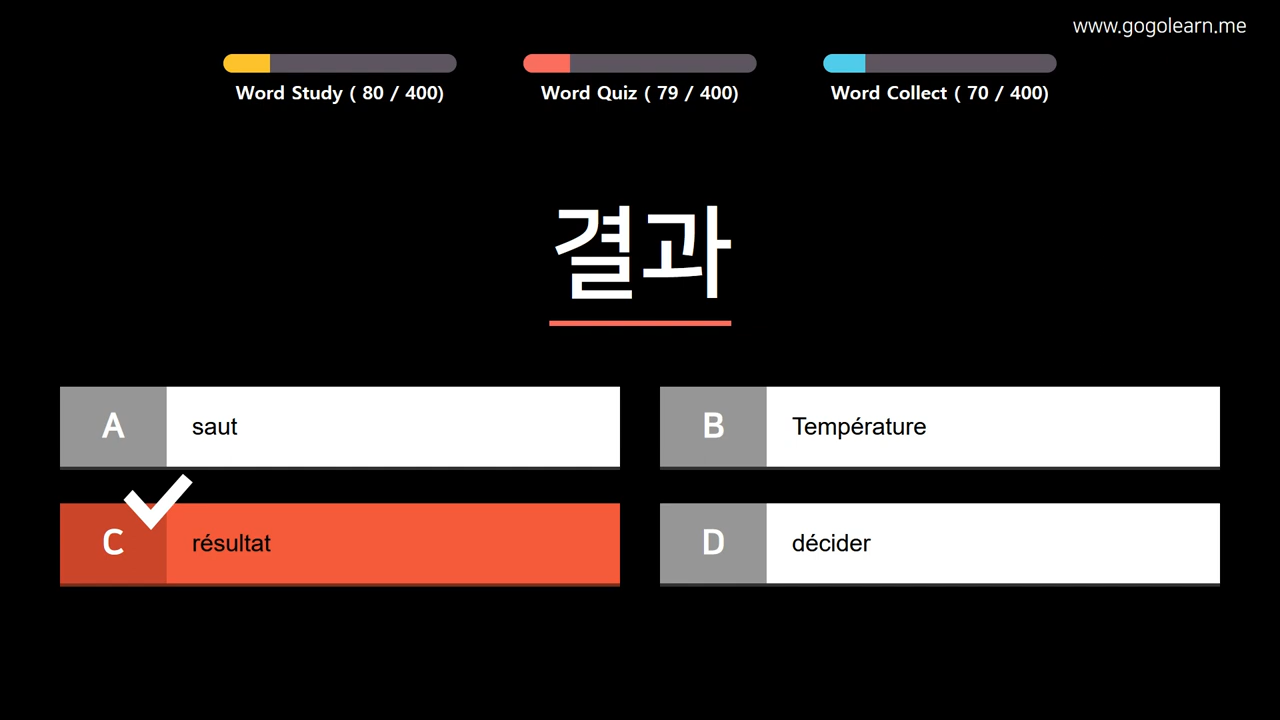 www.gogolearn.me
Word Study ( 80 / 400)
Word Quiz ( 79 / 400)
Word Collect ( 70 / 400)
결과
A saut
B Température
C résultat
D décider